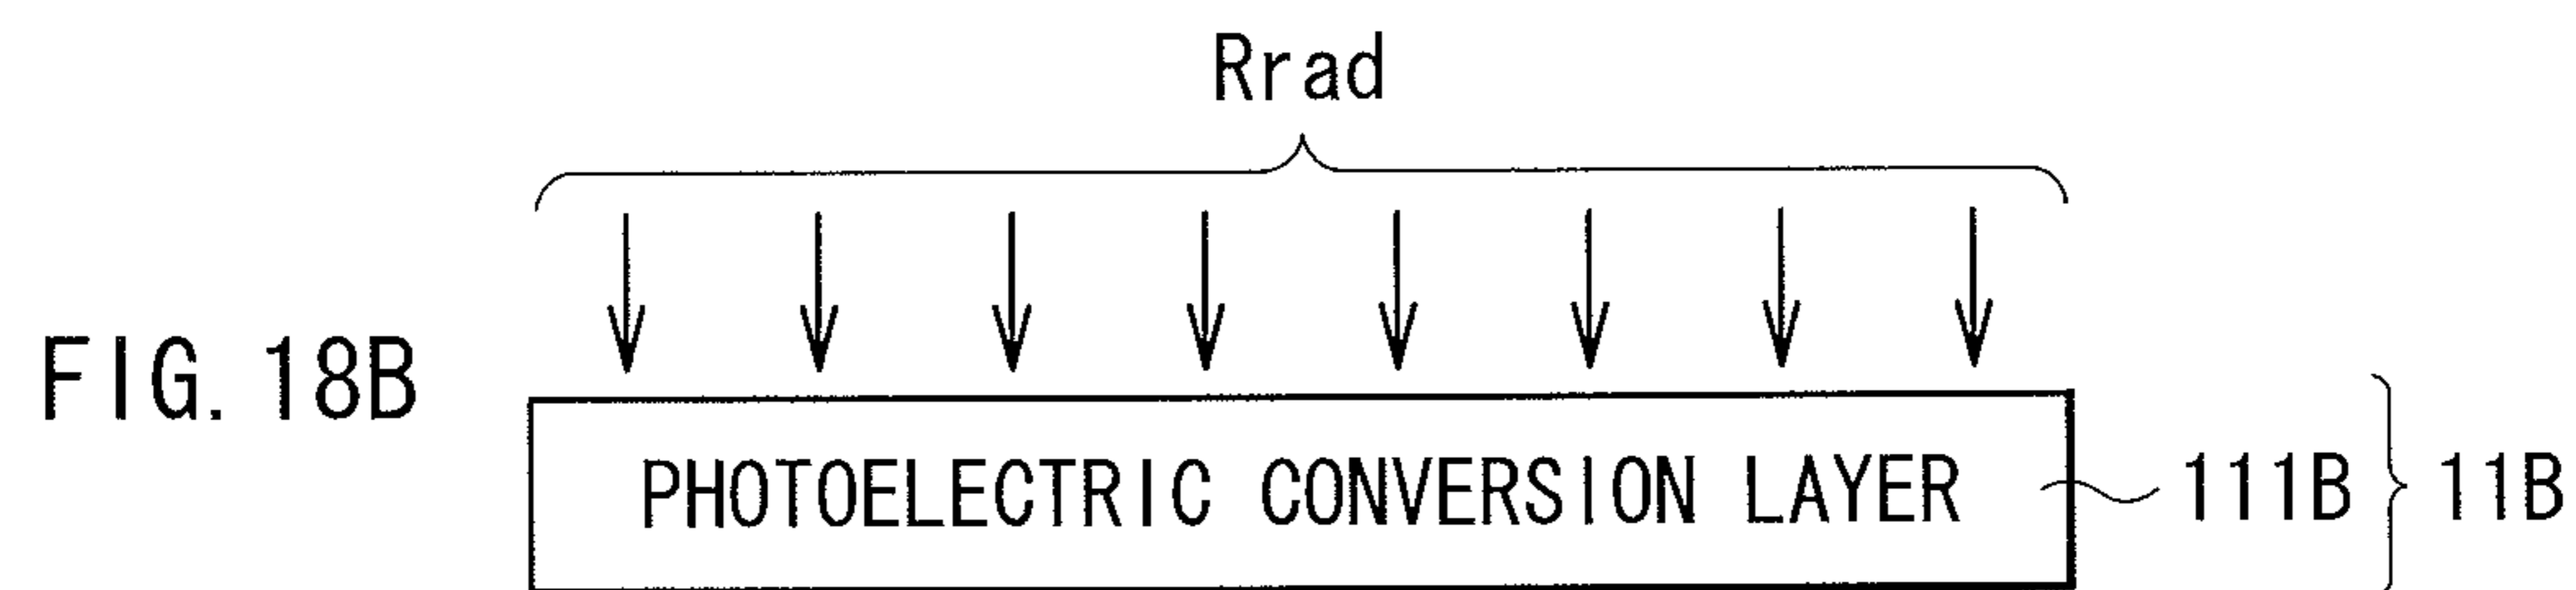 Rrad
FIG. 18B
PHOTOELECTRIC CONVERSION LAYER 111B 11B